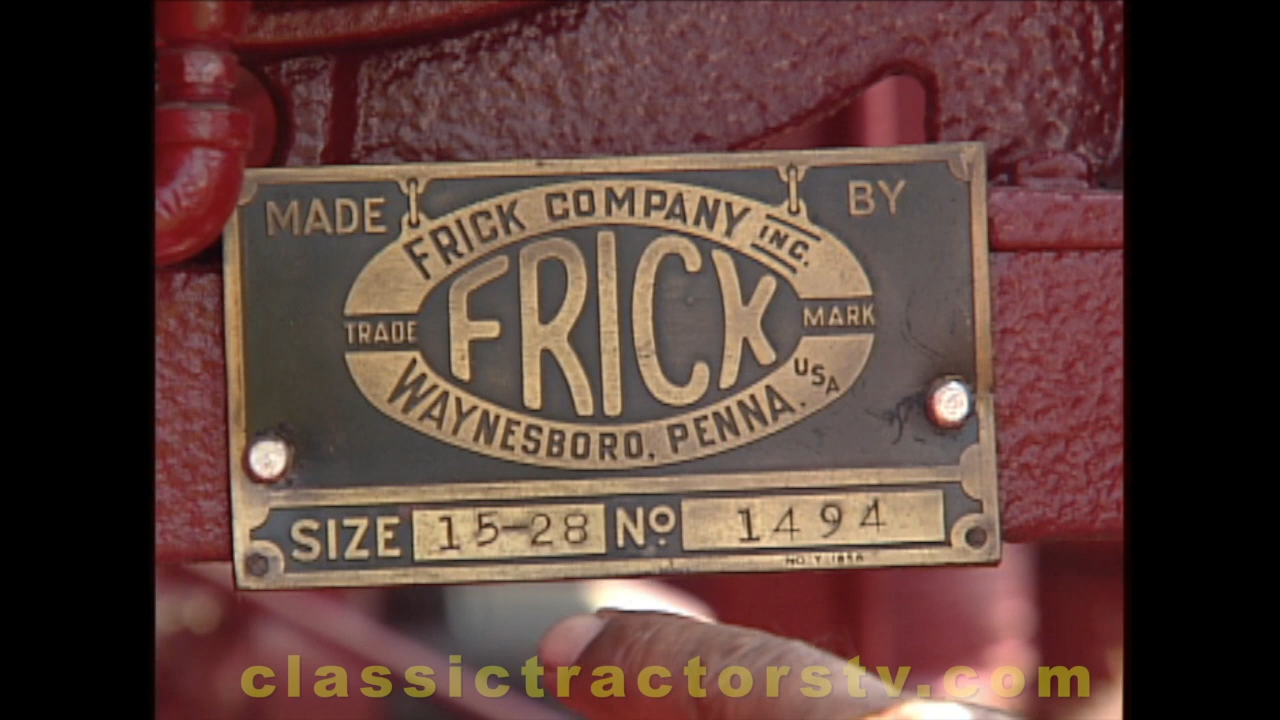 MADE BY
FRICK COMPANY INC.
FRICK
TRADE MARK
WAYNESBORO, PENNA. USA
SIZE 15-28 No. 1494
classictractorstv.com